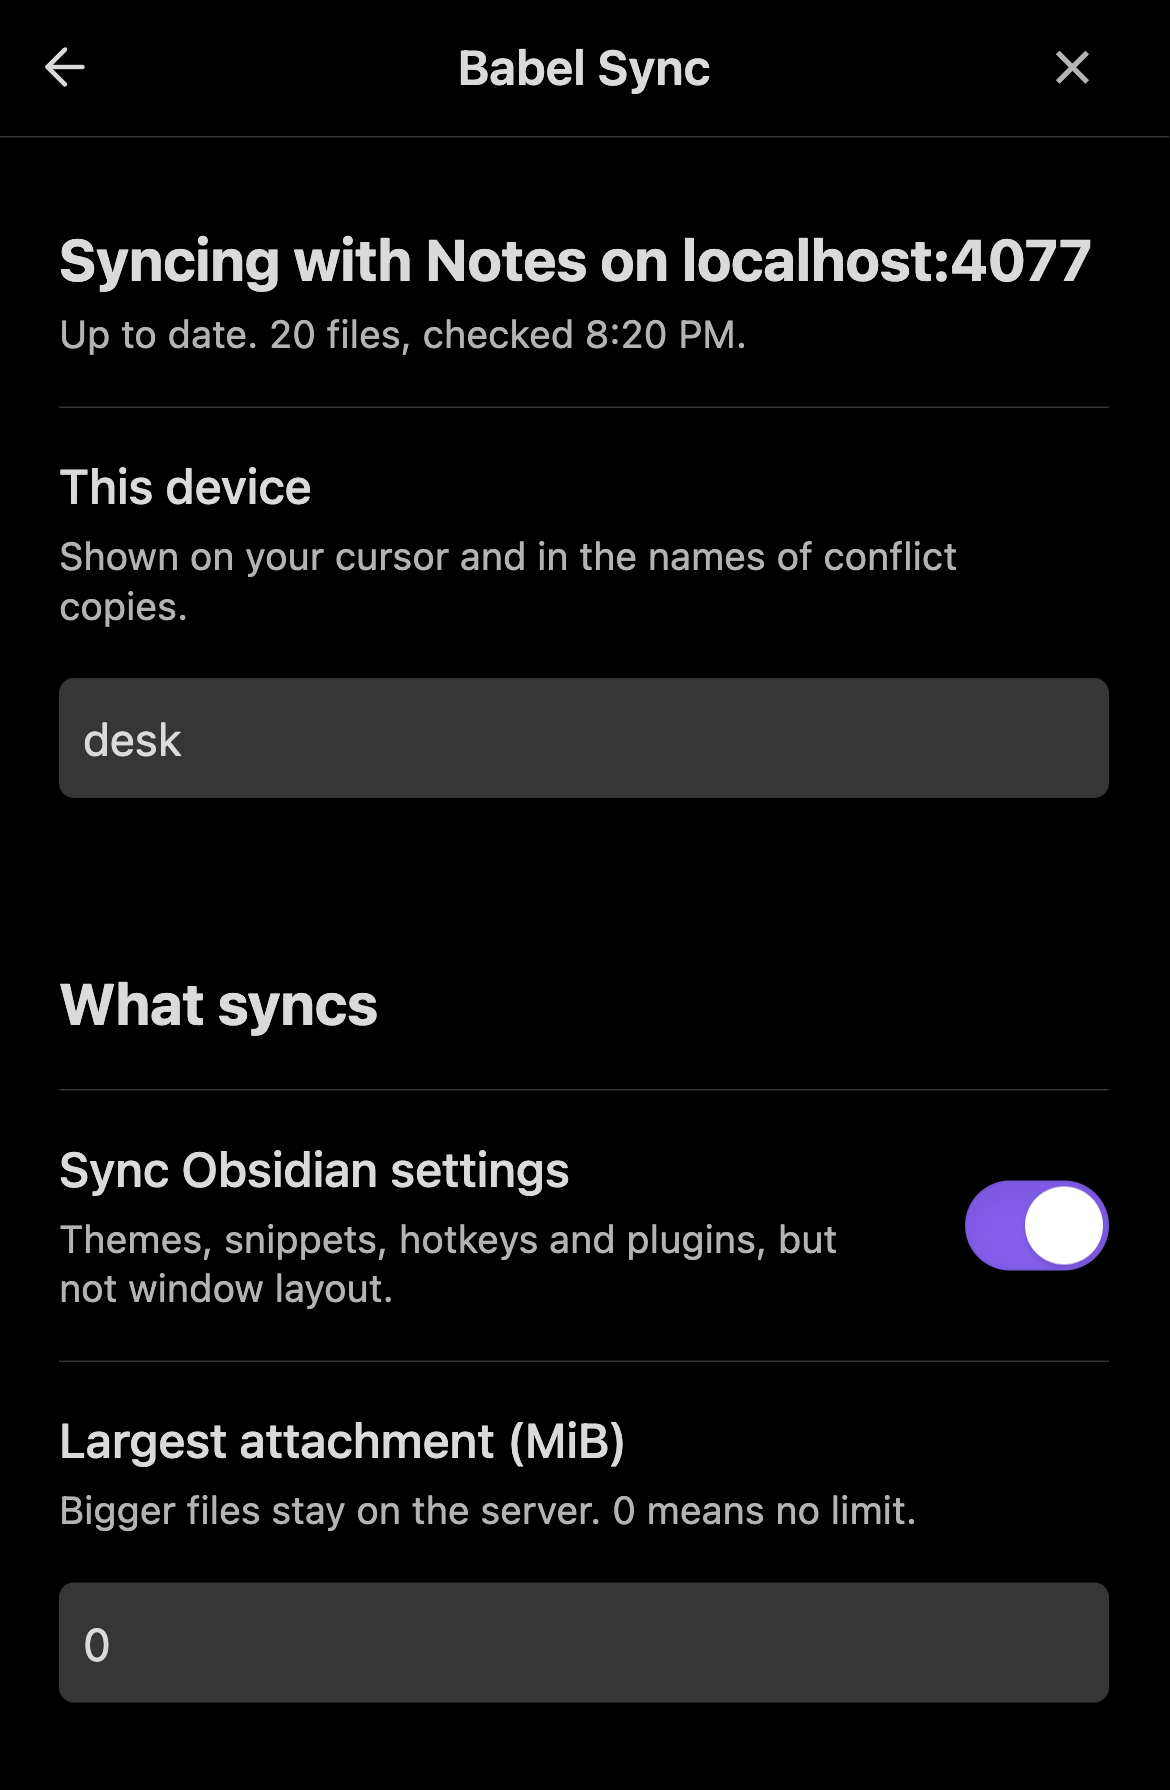 Babel Sync
Syncing with Notes on localhost:4077
Up to date. 20 files, checked 8:20 PM.
This device
Shown on your cursor and in the names of conflict
copies.
desk
What syncs
Sync Obsidian settings
Themes, snippets, hotkeys and plugins, but
not window layout.
Largest attachment (MiB)
Bigger files stay on the server. 0 means no limit.
0